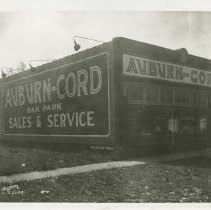 AUBURN-CORD
OAK PARK
SALES & SERVICE
AUBURN-CORD